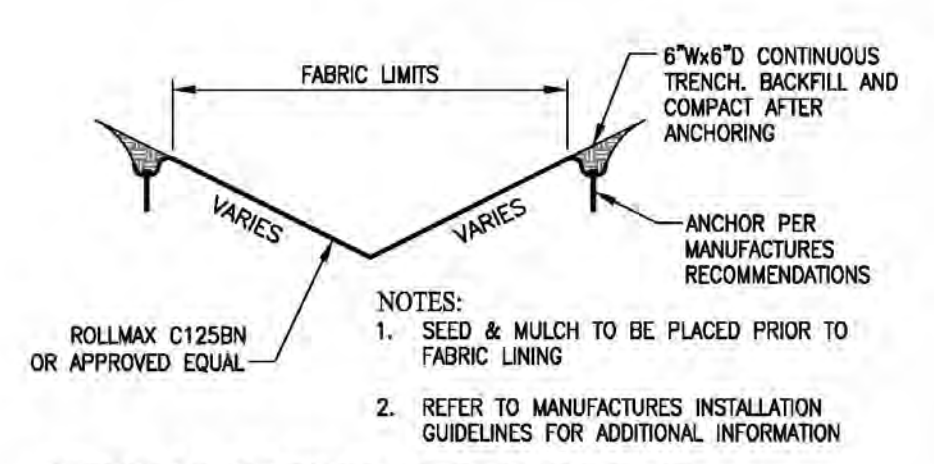 FABRIC LIMITS
6"Wx6"D CONTINUOUS
TRENCH. BACKFILL AND
COMPACT AFTER
ANCHORING
VARIES
VARIES
ANCHOR PER
MANUFACTURES
RECOMMENDATIONS
ROLLMAX C125BN
OR APPROVED EQUAL
NOTES:
1. SEED & MULCH TO BE PLACED PRIOR TO
FABRIC LINING
2. REFER TO MANUFACTURES INSTALLATION
GUIDELINES FOR ADDITIONAL INFORMATION